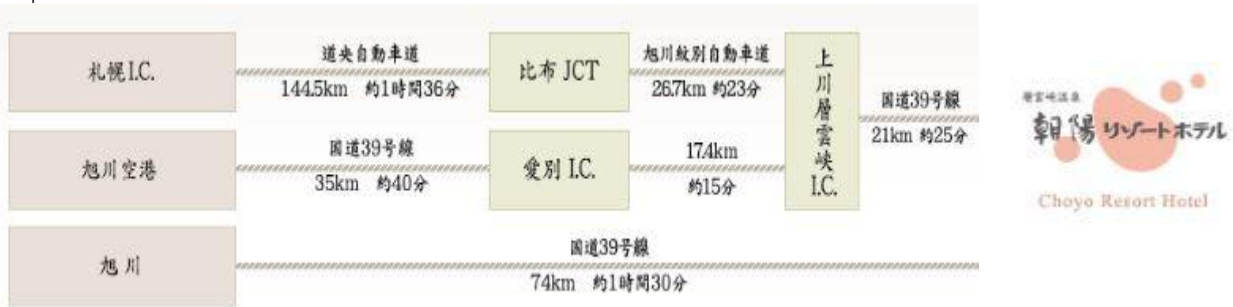 札幌I.C.
道央自動車道
144.5km 約1時間36分
比布 JCT
旭川紋別自動車道
26.7km 約23分
上川層雲峡I.C.
国道39号線
21km 約25分
旭川空港
国道39号線
35km 約40分
愛別 I.C.
17.4km
約15分
旭川
国道39号線
74km 約1時間30分
層雲峡温泉
朝陽リゾートホテル
Choyo Resort Hotel